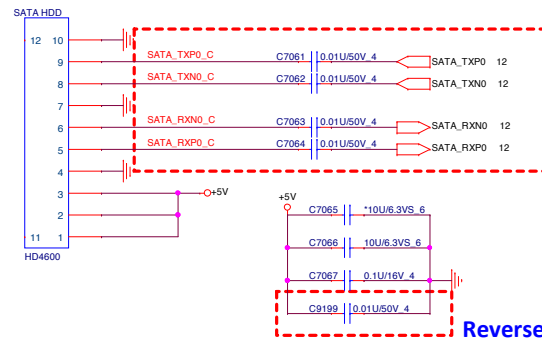 SATA HDD
12 10
9 SATA_TXP0_C C7061 0.01U/50V_4 SATA_TXP0 12
8 SATA_TXN0_C C7062 0.01U/50V_4 SATA_TXN0 12
7
6 SATA_RXN0_C C7063 0.01U/50V_4 SATA_RXN0 12
5 SATA_RXP0_C C7064 0.01U/50V_4 SATA_RXP0 12
4
3 +5V
2
11 1
HD4600
+5V
C7065 *10U/6.3VS_6
C7066 10U/6.3VS_6
C7067 0.1U/16V_4
C9199 0.01U/50V_4
Reverse